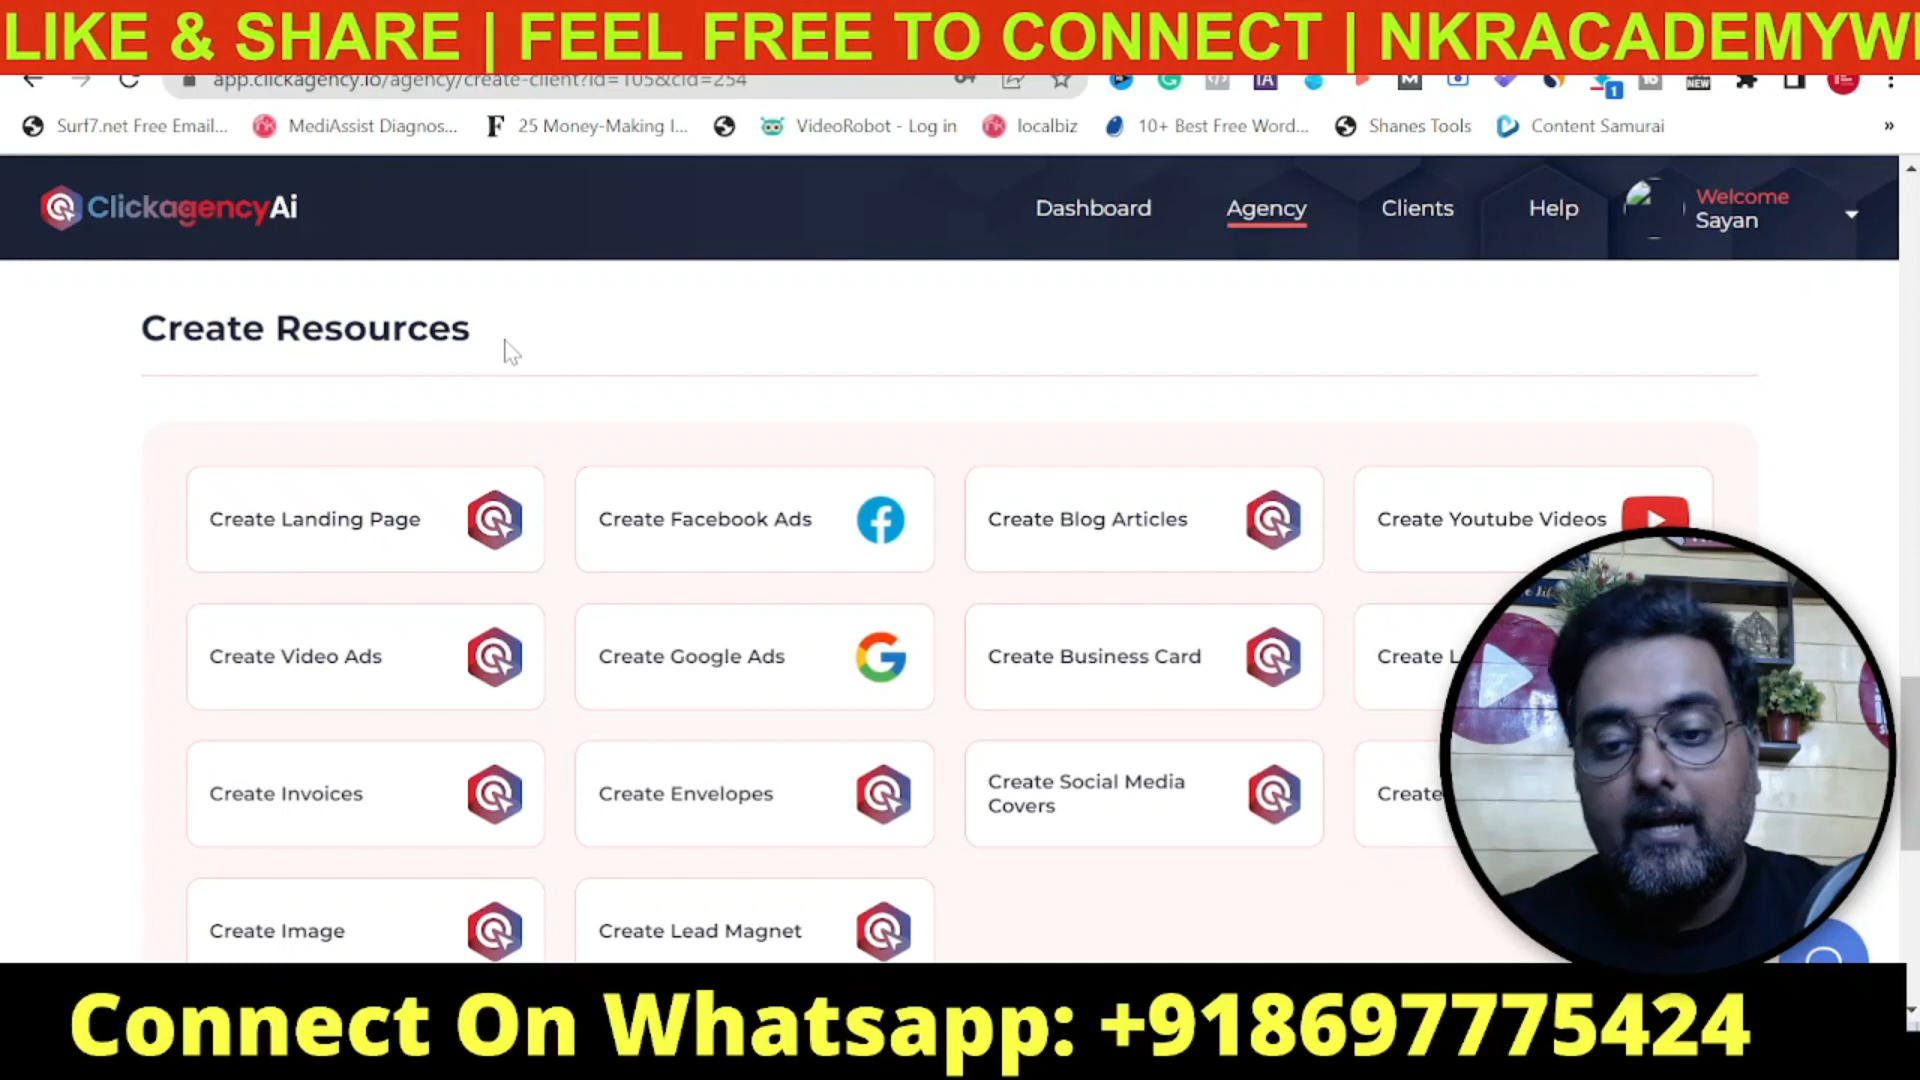 LIKE & SHARE | FEEL FREE TO CONNECT | NKRACADEMYW
app.clickagency.io/agency/create-client?id=105&cid=254
Surf7.net Free Email... MediAssist Diagnos... 25 Money-Making I... VideoRobot - Log in localbiz 10+ Best Free Word... Shanes Tools Content Samurai »
ClickagencyAi Dashboard Agency Clients Help Welcome
Sayan
Create Resources
Create Landing Page Create Facebook Ads Create Blog Articles Create Youtube Videos
Create Video Ads Create Google Ads Create Business Card Create L
Create Invoices Create Envelopes Create Social Media Covers Create
Create Image Create Lead Magnet
Connect On Whatsapp: +918697775424